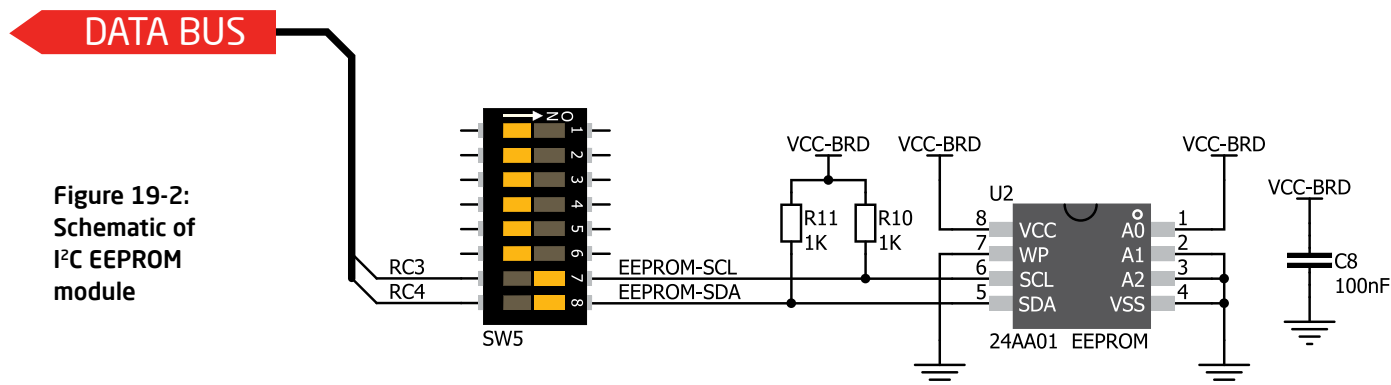 DATA BUS
Figure 19-2:
Schematic of
I²C EEPROM
module
ON
1
2
3
4
5
6
7
8
SW5
RC3
RC4
EEPROM-SCL
EEPROM-SDA
VCC-BRD
R11
1K
R10
1K
VCC-BRD
U2
8
7
6
5
VCC
WP
SCL
SDA
A0
A1
A2
VSS
1
2
3
4
24AA01 EEPROM
VCC-BRD
VCC-BRD
C8
100nF